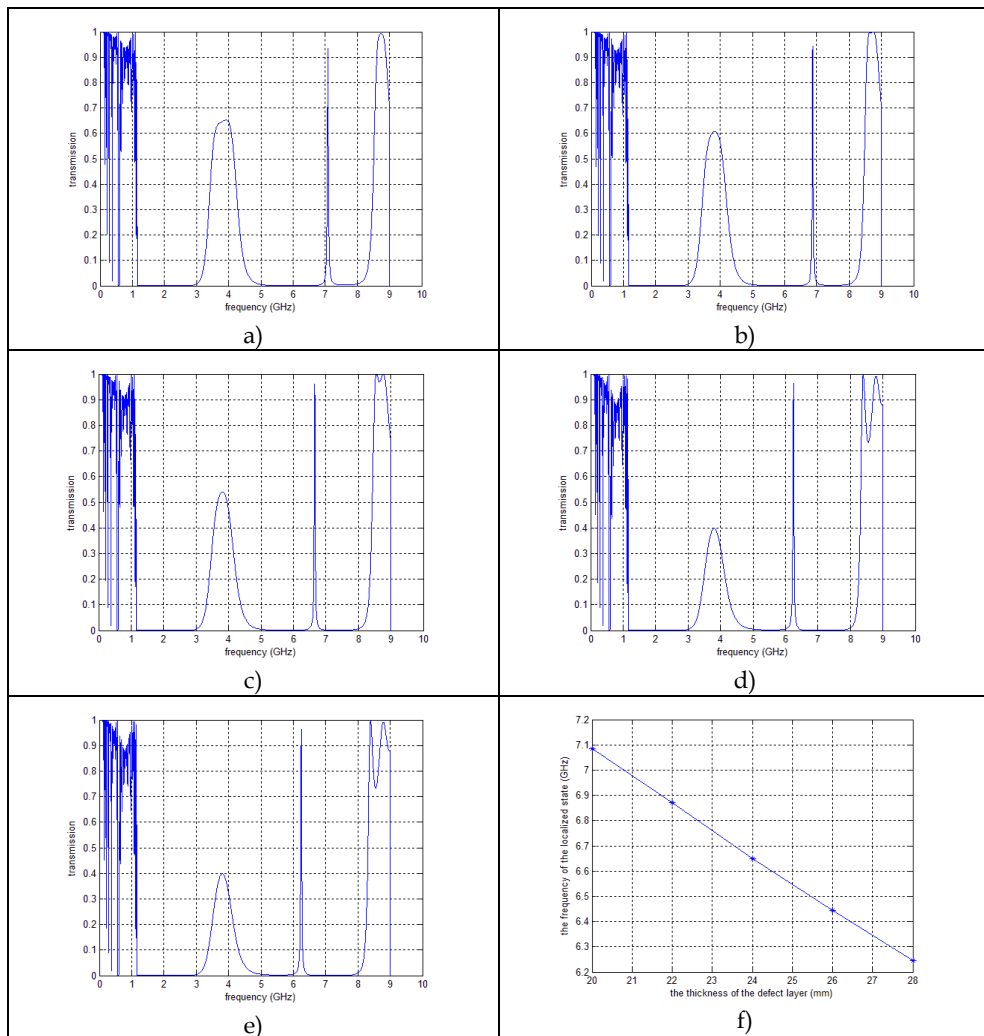 1
0.9
0.8
0.7
0.6
0.5
0.4
0.3
0.2
0.1
0
transmission
0 1 2 3 4 5 6 7 8 9 10
frequency (GHz)
a)
1
0.9
0.8
0.7
0.6
0.5
0.4
0.3
0.2
0.1
0
transmission
0 1 2 3 4 5 6 7 8 9 10
frequency (GHz)
b)
1
0.9
0.8
0.7
0.6
0.5
0.4
0.3
0.2
0.1
0
transmission
0 1 2 3 4 5 6 7 8 9 10
frequency (GHz)
c)
1
0.9
0.8
0.7
0.6
0.5
0.4
0.3
0.2
0.1
0
transmission
0 1 2 3 4 5 6 7 8 9 10
frequency (GHz)
d)
1
0.9
0.8
0.7
0.6
0.5
0.4
0.3
0.2
0.1
0
transmission
0 1 2 3 4 5 6 7 8 9 10
frequency (GHz)
e)
7.2
7.1
7
6.9
6.8
6.7
6.6
6.5
6.4
6.3
6.2
the frequency of the localized state (GHz)
20 21 22 23 24 25 26 27 28
the thickness of the defect layer (mm)
f)